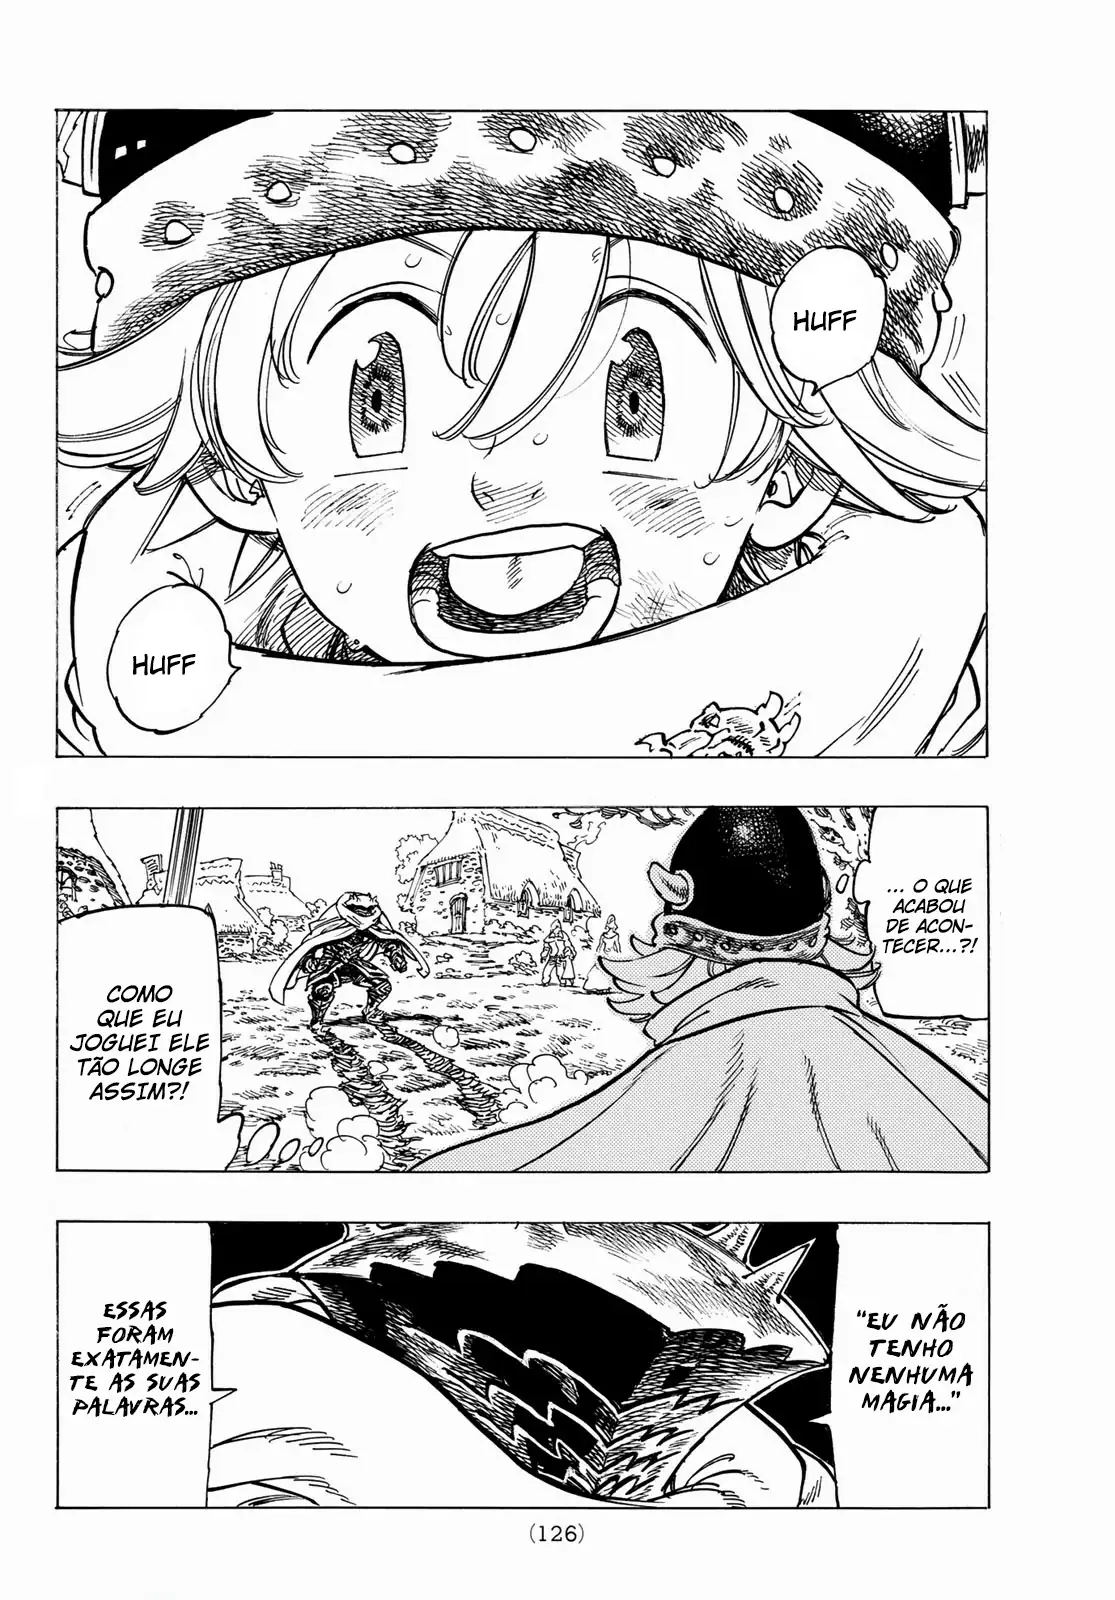 HUFF
HUFF
... O QUE
ACABOU
DE ACON-
TECER...?!
COMO
QUE EU
JOGUEI ELE
TÃO LONGE
ASSIM?!
"EU NÃO
TENHO
NENHUMA
MAGIA..."
ESSAS
FORAM
EXATAMEN-
TE AS SUAS
PALAVRAS...
(126)